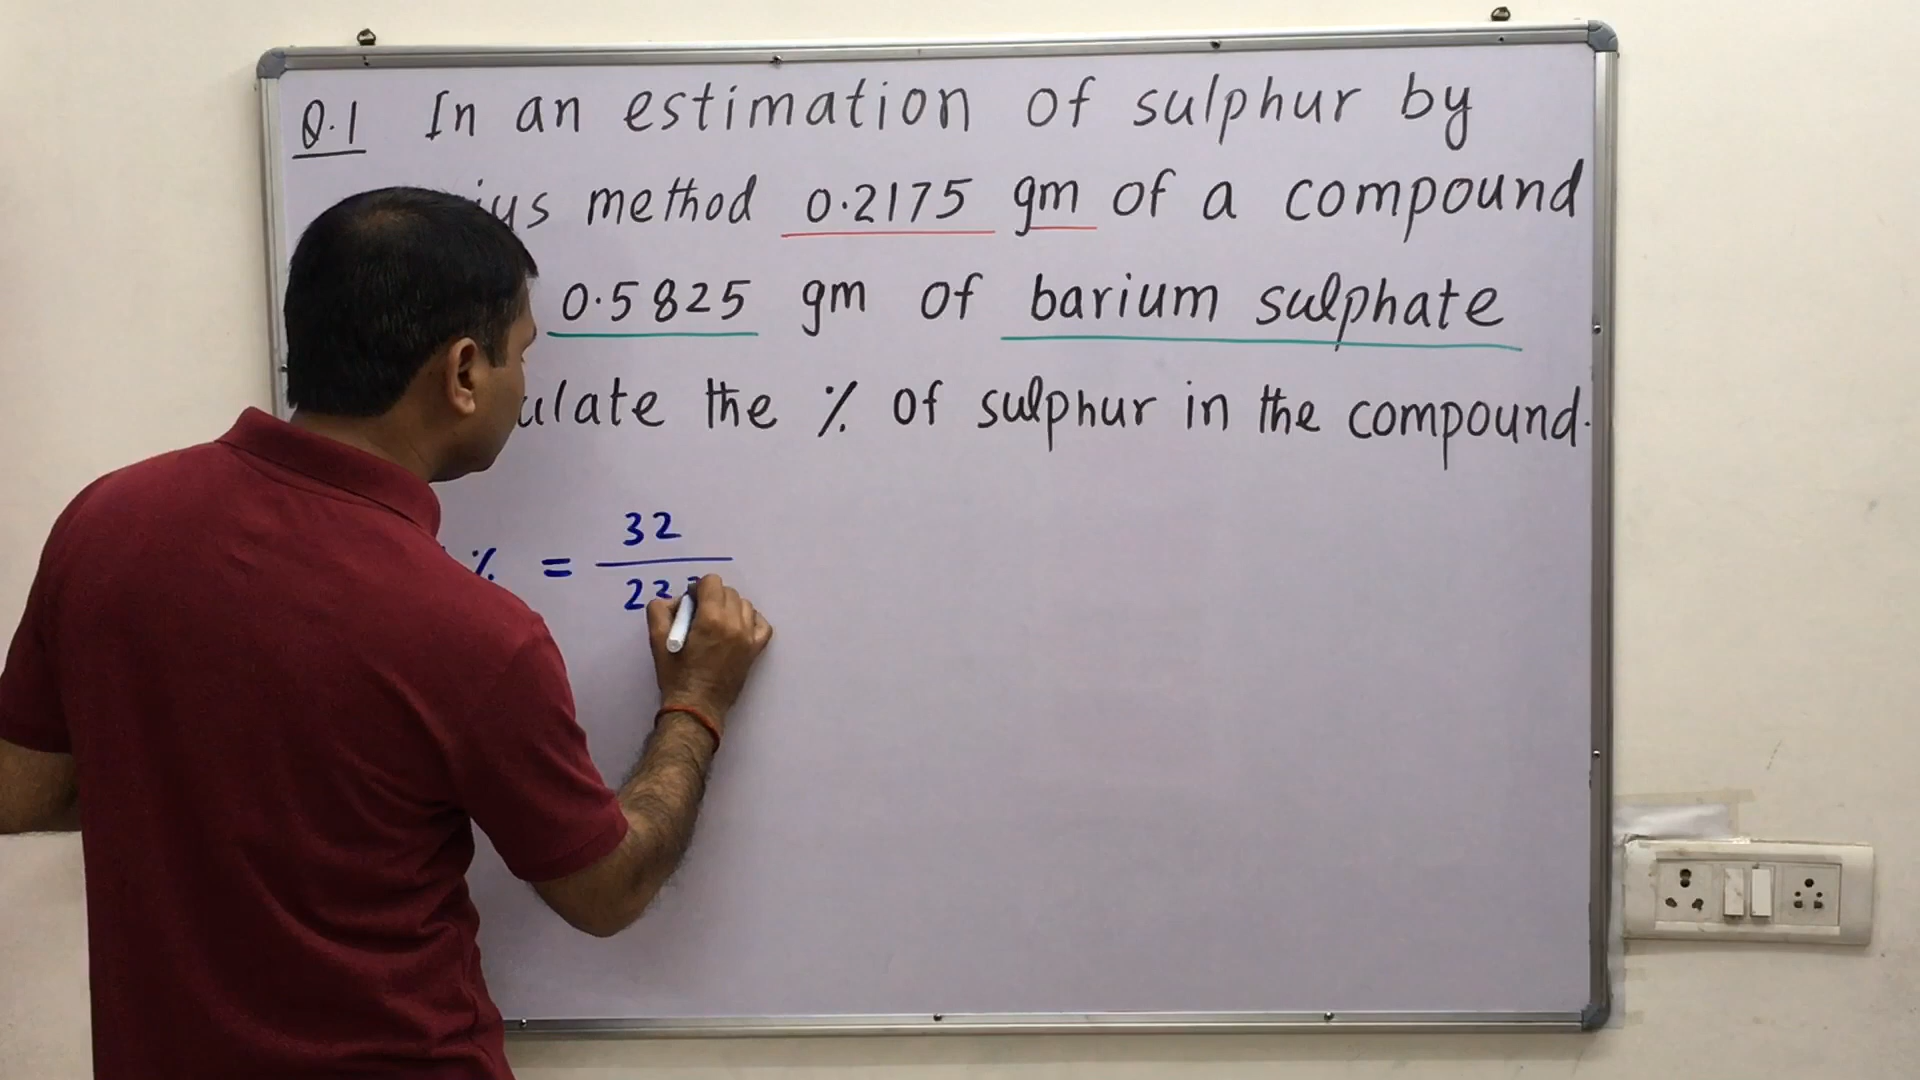 Q.1 In an estimation of sulphur by
method 0.2175 gm of a compound
0.5825 gm of barium sulphate
the % of sulphur in the compound.
% = 32